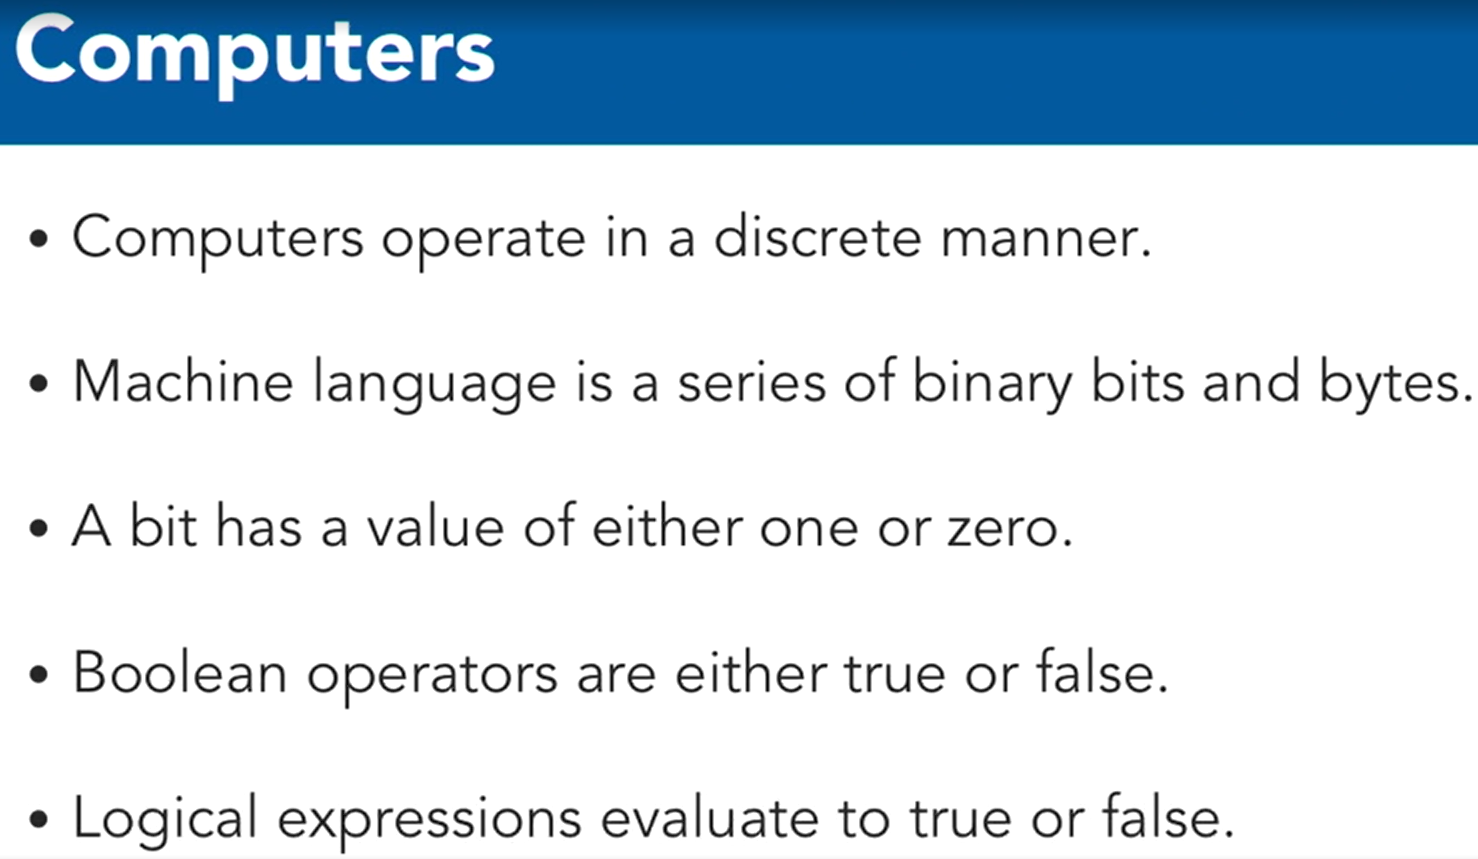 Computers
• Computers operate in a discrete manner.
• Machine language is a series of binary bits and bytes.
• A bit has a value of either one or zero.
• Boolean operators are either true or false.
• Logical expressions evaluate to true or false.